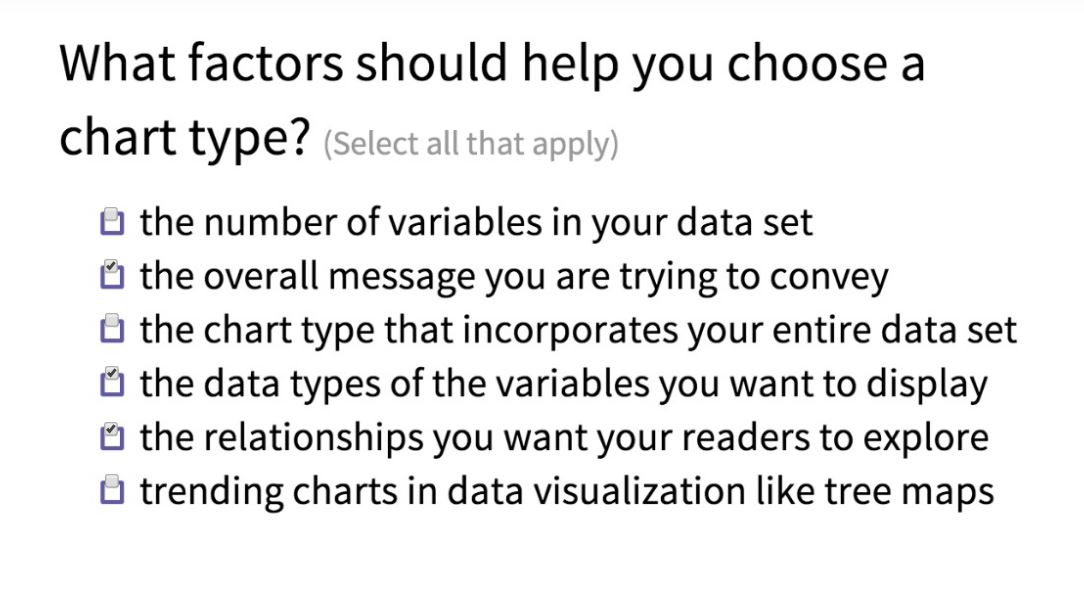 What factors should help you choose a
chart type? (Select all that apply)
the number of variables in your data set
the overall message you are trying to convey
the chart type that incorporates your entire data set
the data types of the variables you want to display
the relationships you want your readers to explore
trending charts in data visualization like tree maps